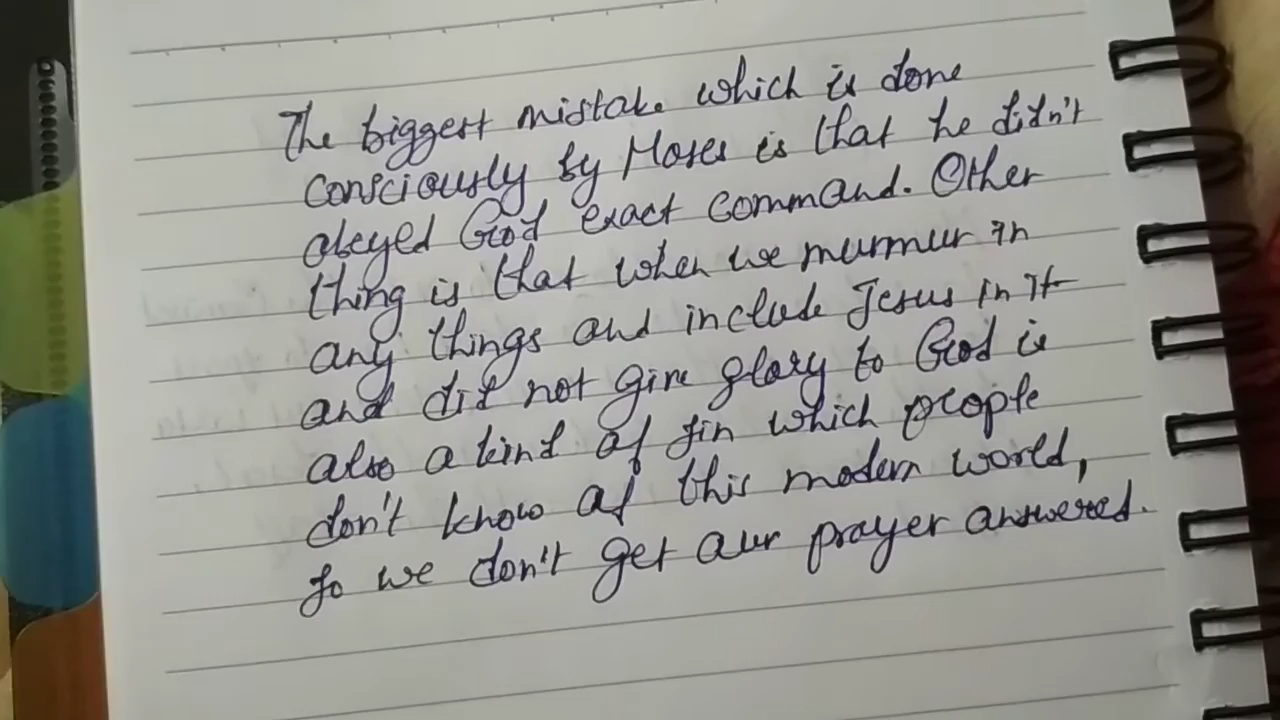 The biggest mistake which is done
consciously by Moses is that he didn't
obeyed God exact command. Other
thing is that when we murmur in
any things and include Jesus in it
and did not give glory to God is
also a kind of sin which people
don't know of this modern world,
so we don't get our prayer answered.